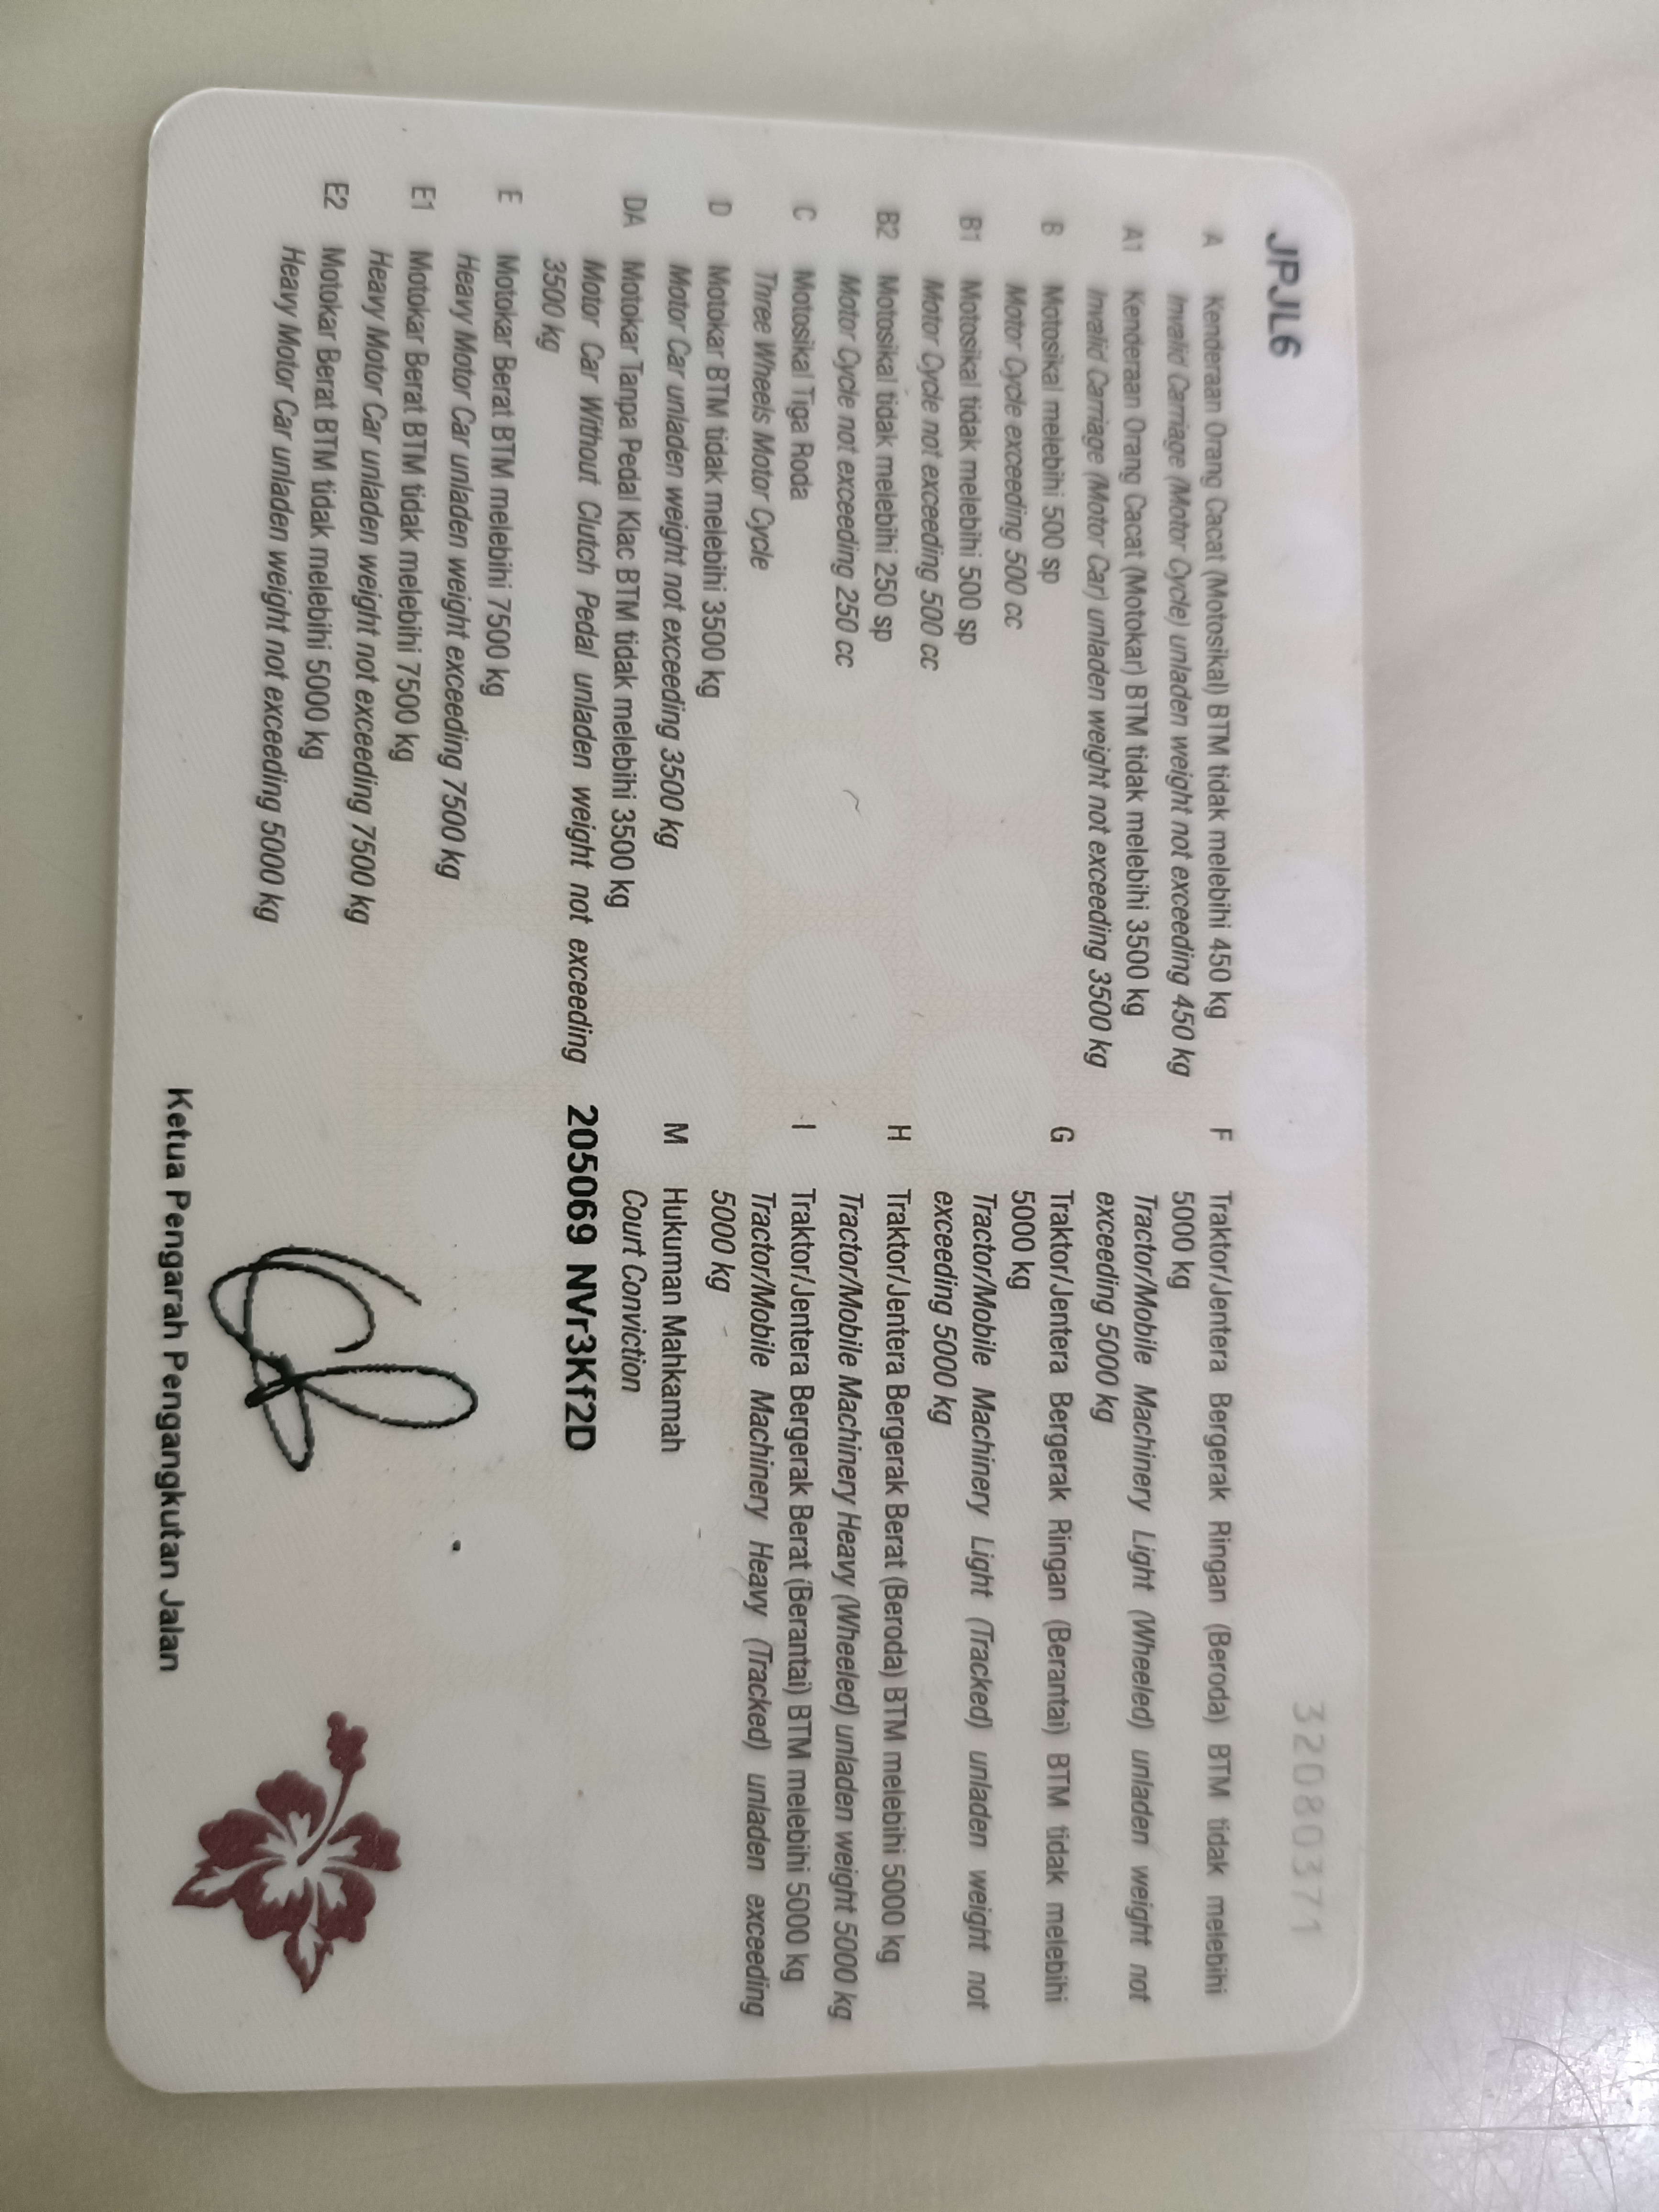 JPJL6
32080371
A Kenderaan Orang Cacat (Motosikal) BTM tidak melebihi 450 kg
Invalid Carriage (Motor Cycle) unladen weight not exceeding 450 kg
A1 Kenderaan Orang Cacat (Motokar) BTM tidak melebihi 3500 kg
Invalid Carriage (Motor Car) unladen weight not exceeding 3500 kg
B Motosikal melebihi 500 sp
Motor Cycle exceeding 500 cc
B1 Motosikal tidak melebihi 500 sp
Motor Cycle not exceeding 500 cc
B2 Motosikal tidak melebihi 250 sp
Motor Cycle not exceeding 250 cc
C Motosikal Tiga Roda
Three Wheels Motor Cycle
D Motokar BTM tidak melebihi 3500 kg
Motor Car unladen weight not exceeding 3500 kg
DA Motokar Tanpa Pedal Klac BTM tidak melebihi 3500 kg
Motor Car Without Clutch Pedal unladen weight not exceeding
3500 kg
E Motokar Berat BTM melebihi 7500 kg
Heavy Motor Car unladen weight exceeding 7500 kg
E1 Motokar Berat BTM tidak melebihi 7500 kg
Heavy Motor Car unladen weight not exceeding 7500 kg
E2 Motokar Berat BTM tidak melebihi 5000 kg
Heavy Motor Car unladen weight not exceeding 5000 kg
F Traktor/Jentera Bergerak Ringan (Beroda) BTM tidak melebihi
5000 kg
Tractor/Mobile Machinery Light (Wheeled) unladen weight not
exceeding 5000 kg
G Traktor/Jentera Bergerak Ringan (Berantai) BTM tidak melebihi
5000 kg
Tractor/Mobile Machinery Light (Tracked) unladen weight not
exceeding 5000 kg
H Traktor/Jentera Bergerak Berat (Beroda) BTM melebihi 5000 kg
Tractor/Mobile Machinery Heavy (Wheeled) unladen weight 5000 kg
I Traktor/Jentera Bergerak Berat (Berantai) BTM melebihi 5000 kg
Tractor/Mobile Machinery Heavy (Tracked) unladen exceeding
5000 kg
M Hukuman Mahkamah
Court Conviction
205069 NVr3Kf2D
Ketua Pengarah Pengangkutan Jalan